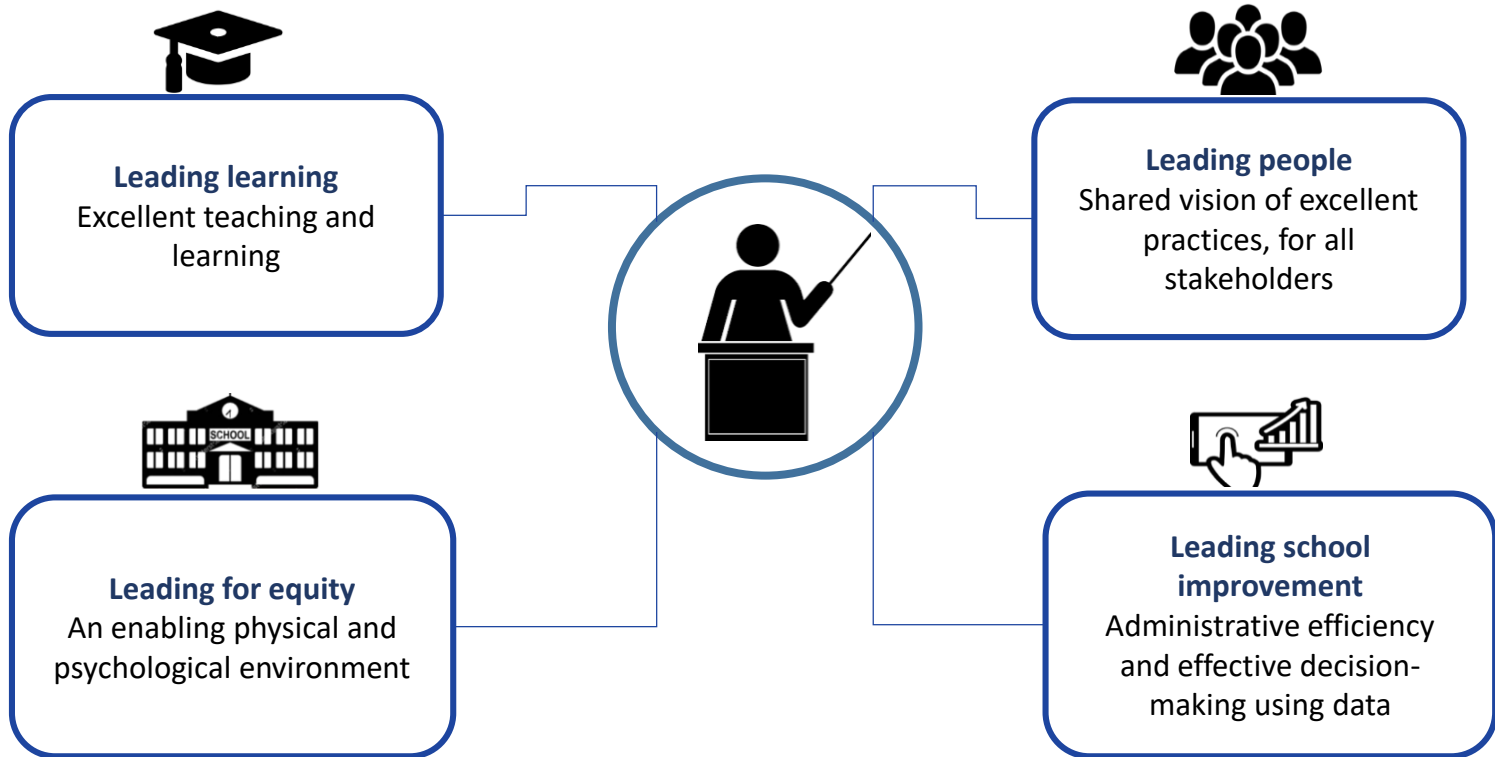 Leading learning
Excellent teaching and
learning
Leading people
Shared vision of excellent
practices, for all
stakeholders
SCHOOL
Leading for equity
An enabling physical and
psychological environment
Leading school
improvement
Administrative efficiency
and effective decision-
making using data